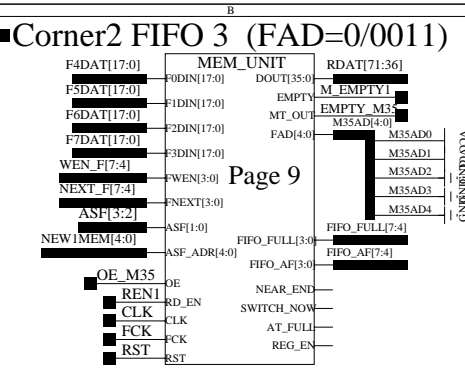 B
Corner2 FIFO 3 (FAD=0/0011)
MEM_UNIT
F4DAT[17:0]
F0DIN[17:0]
DOUT[35:0]
RDAT[71:36]
F5DAT[17:0]
F1DIN[17:0]
EMPTY
M_EMPTY1
F6DAT[17:0]
F2DIN[17:0]
MT_OUT
EMPTY_M35
F7DAT[17:0]
F3DIN[17:0]
FAD[4:0]
M35AD[4:0]
M35AD0
M35AD1
M35AD2
M35AD3
M35AD4
WEN_F[7:4]
FWEN[3:0]
Page 9
NEXT_F[7:4]
FNEXT[3:0]
ASF[3:2]
ASF[1:0]
FIFO_FULL[3:0]
FIFO_FULL[7:4]
NEW1MEM[4:0]
ASF_ADR[4:0]
FIFO_AF[3:0]
FIFO_AF[7:4]
OE_M35
OE
NEAR_END
REN1
RD_EN
SWITCH_NOW
CLK
CLK
AT_FULL
FCK
FCK
REG_EN
RST
RST